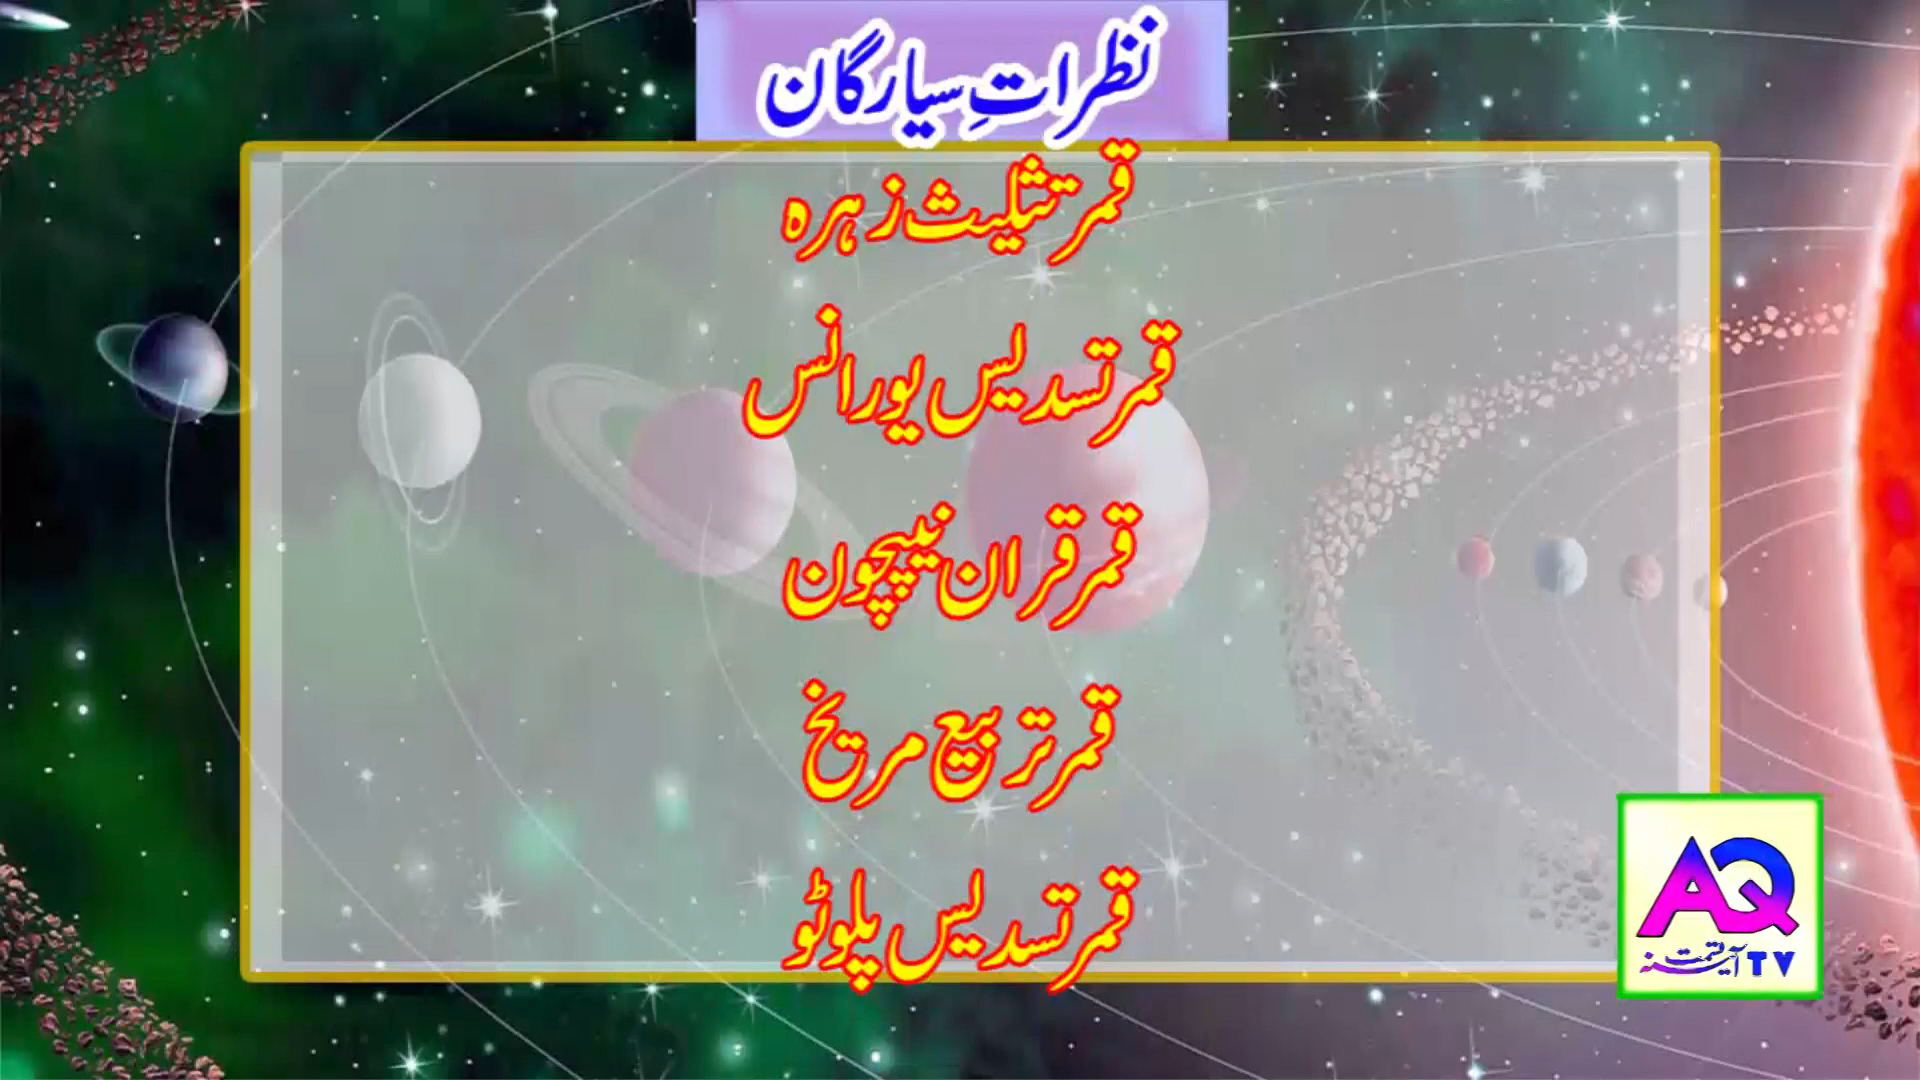 نظراتِ سیارگان
قمر تثلیث زہرہ
قمر تسدیس یورانس
قمر قران نیپچون
قمر تربیع مریخ
قمر تسدیس پلوٹو
AQ
آئینہ قسمت TV